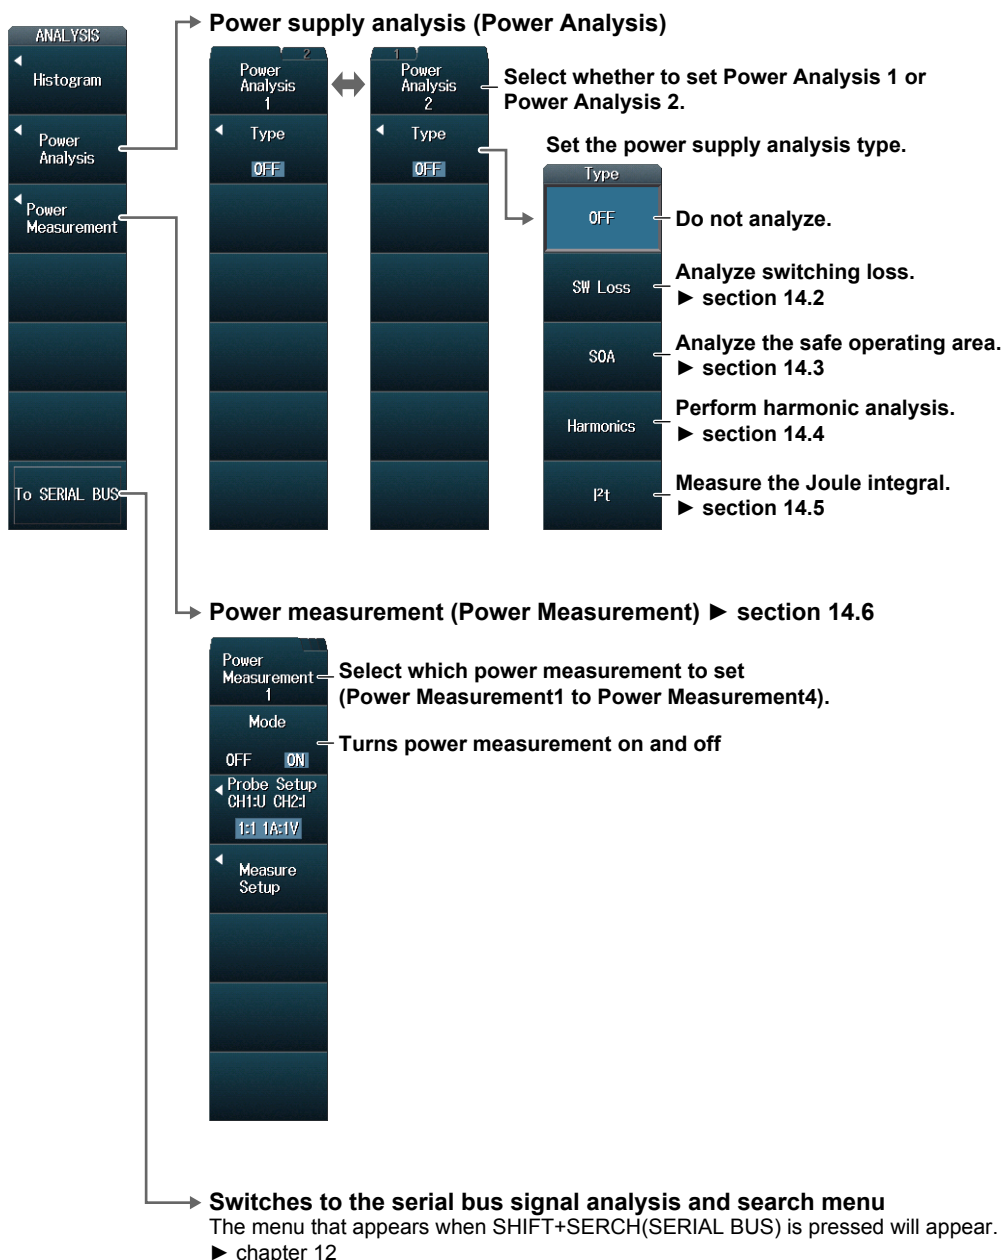 ANALYSIS
Histogram
Power
Analysis
Power
Measurement
To SERIAL BUS
Power supply analysis (Power Analysis)
2
Power
Analysis
1
Type
OFF
1
Power
Analysis
2
Type
OFF
Select whether to set Power Analysis 1 or
Power Analysis 2.
Set the power supply analysis type.
Type
OFF
Do not analyze.
SW Loss
Analyze switching loss.
► section 14.2
SOA
Analyze the safe operating area.
► section 14.3
Harmonics
Perform harmonic analysis.
► section 14.4
I²t
Measure the Joule integral.
► section 14.5
Power measurement (Power Measurement) ► section 14.6
Power
Measurement
1
Select which power measurement to set
(Power Measurement1 to Power Measurement4).
Mode
OFF ON
Turns power measurement on and off
Probe Setup
CH1:U CH2:I
1:1 1A:1V
Measure
Setup
Switches to the serial bus signal analysis and search menu
The menu that appears when SHIFT+SERCH(SERIAL BUS) is pressed will appear.
► chapter 12